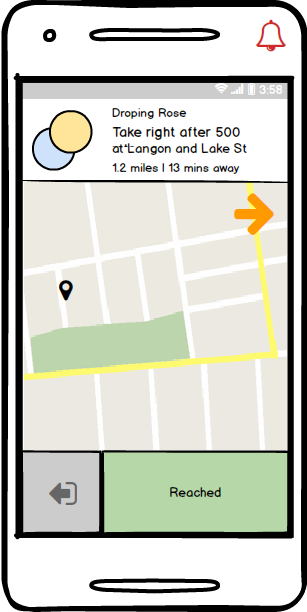 3:58
Droping Rose
Take right after 500
at"Langon and Lake St
1.2 miles | 13 mins away
Reached